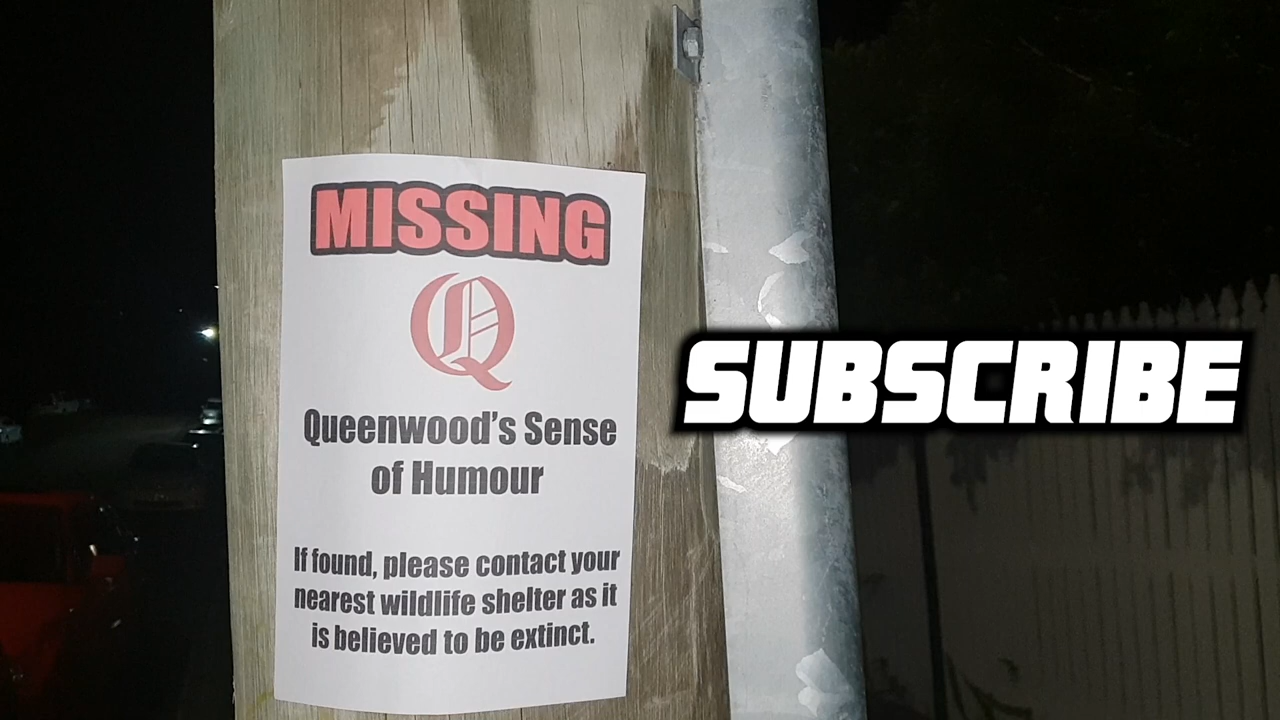 MISSING
Q
Queenwood's Sense
of Humour
If found, please contact your
nearest wildlife shelter as it
is believed to be extinct.
SUBSCRIBE